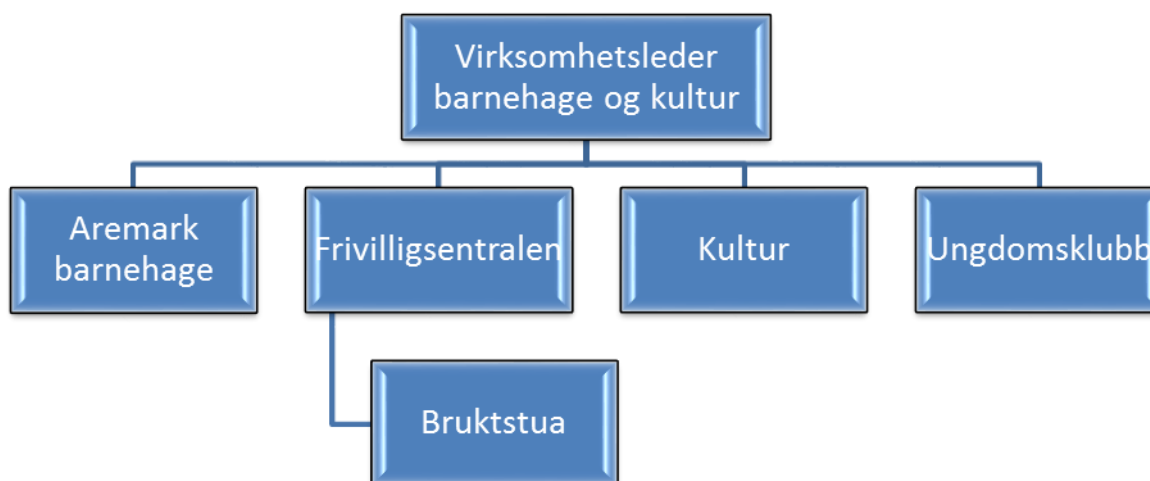 Virksomhetsleder
barnehage og kultur
Aremark
barnehage
Frivilligsentralen
Kultur
Ungdomsklubb
Bruktstua